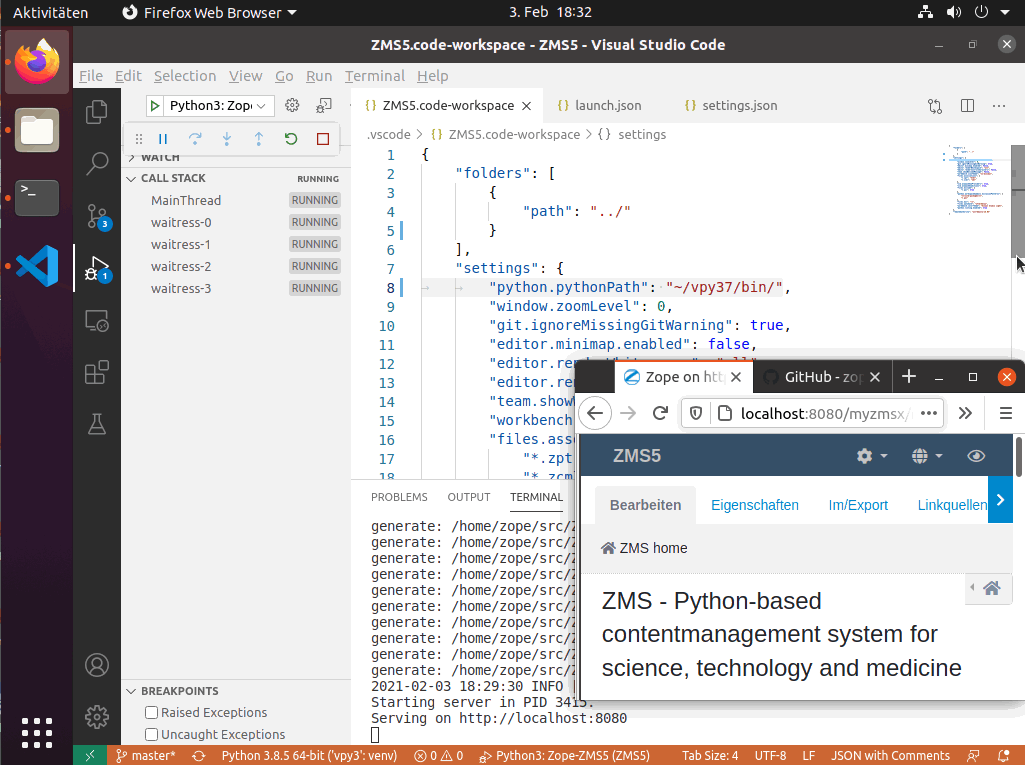 Aktivitäten Firefox Web Browser 3. Feb 18:32
ZMS5.code-workspace - ZMS5 - Visual Studio Code
File Edit Selection View Go Run Terminal Help
Python3: Zope
WATCH
CALL STACK RUNNING
MainThread RUNNING
waitress-0 RUNNING
waitress-1 RUNNING
waitress-2 RUNNING
waitress-3 RUNNING
3
1
BREAKPOINTS
Raised Exceptions
Uncaught Exceptions
{} ZMS5.code-workspace {} launch.json {} settings.json
.vscode > {} ZMS5.code-workspace > {} settings
1 {
2 "folders": [
3 {
4 "path": "../"
5 }
6 ],
7 "settings": {
8 "python.pythonPath": "~/vpy37/bin/",
9 "window.zoomLevel": 0,
10 "git.ignoreMissingGitWarning": true,
11 "editor.minimap.enabled": false,
12
13 "editor.re
14 "team.show
15 "workbench
16 "files.ass
17 "*.zpt
18 "*.zcm
PROBLEMS OUTPUT TERMINAL
generate: /home/zope/src/Z
generate: /home/zope/src/Z
generate: /home/zope/src/Z
generate: /home/zope/src/Z
generate: /home/zope/src/Z
generate: /home/zope/src/Z
generate: /home/zope/src/Z
generate: /home/zope/src/Z
generate: /home/zope/src/Z
generate: /home/zope/src/Z
2021-02-03 18:29:30 INFO [
Starting server in PID 3415.
Serving on http://localhost:8080
Zope on htt GitHub - zop
localhost:8080/myzmsx/
ZMS5
Bearbeiten Eigenschaften Im/Export Linkquellen
ZMS home
ZMS - Python-based
contentmanagement system for
science, technology and medicine
master* Python 3.8.5 64-bit ('vpy3': venv) 0 0 Python3: Zope-ZMS5 (ZMS5) Tab Size: 4 UTF-8 LF JSON with Comments